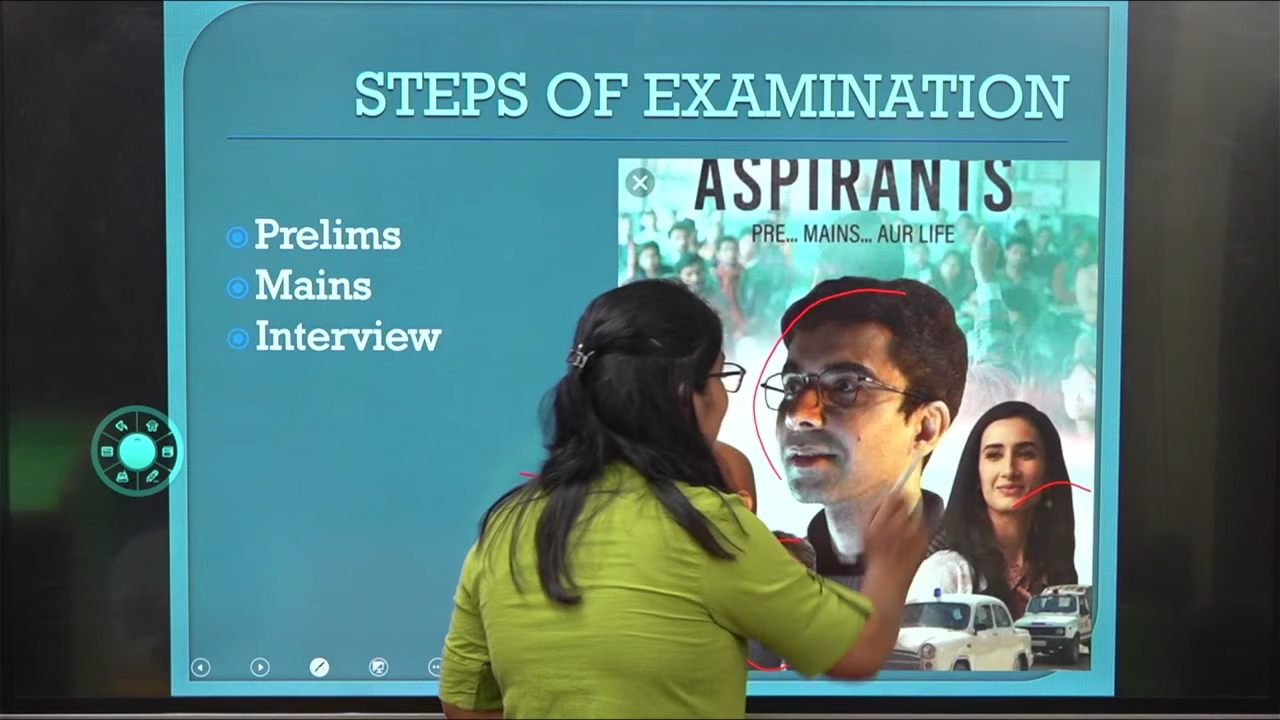 STEPS OF EXAMINATION
Prelims
Mains
Interview
ASPIRANTS
PRE... MAINS... AUR LIFE